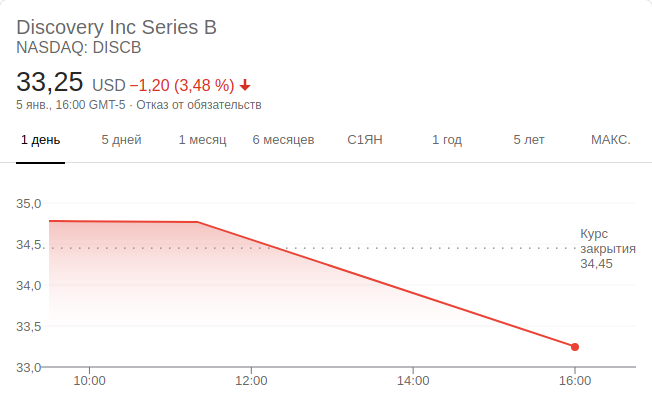 Discovery Inc Series B
NASDAQ: DISCB
33,25 USD −1,20 (3,48 %)
5 янв., 16:00 GMT-5 · Отказ от обязательств
1 день 5 дней 1 месяц 6 месяцев С1ЯН 1 год 5 лет МАКС.
35,0
34,5
34,0
33,5
33,0
Курс
закрытия
34,45
10:00 12:00 14:00 16:00